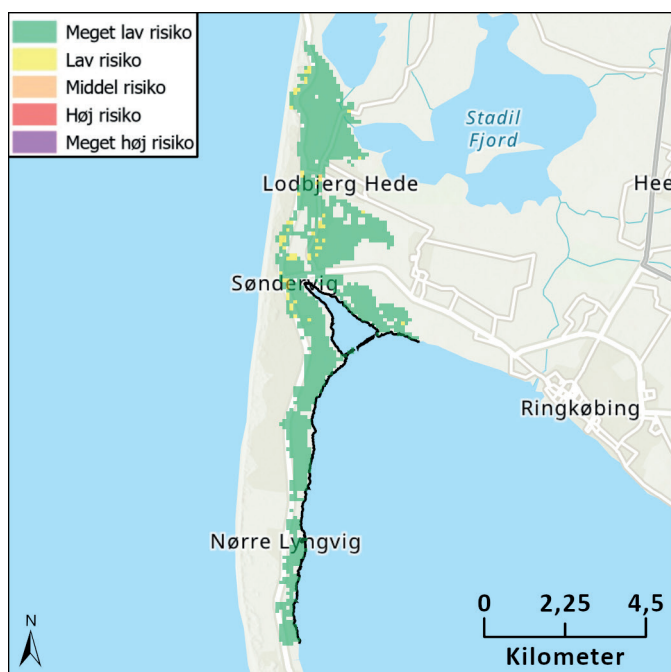 Meget lav risiko
Lav risiko
Middel risiko
Høj risiko
Meget høj risiko
Stadil
Fjord
Lodbjerg Hede
Hee
Søndervig
Ringkøbing
Nørre Lyngvig
N
0 2,25 4,5
Kilometer